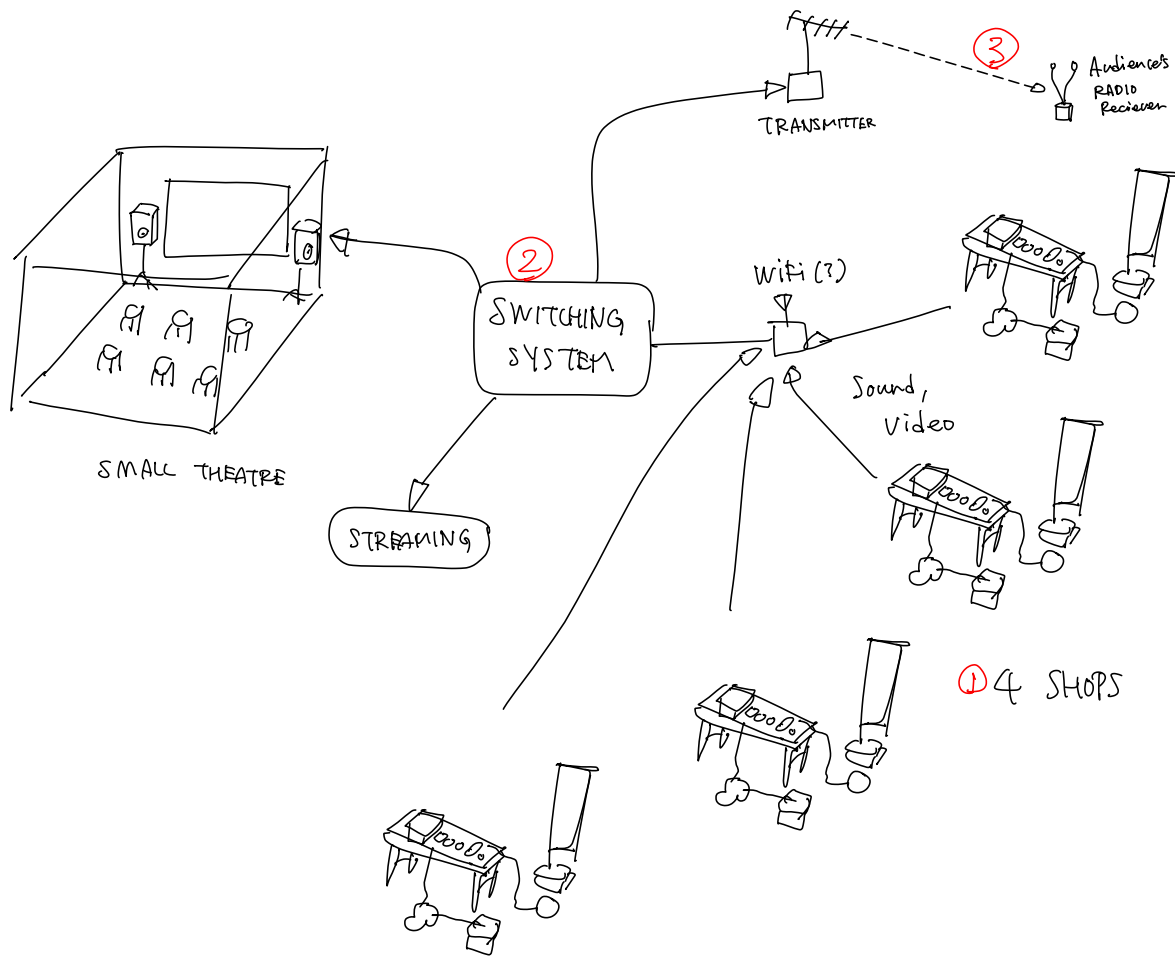 3
Audience's
RADIO
Reciever
TRANSMITTER
2
SWITCHING
SYSTEM
WiFi (?)
Sound,
Video
SMALL THEATRE
STREAMING
1 4 SHOPS